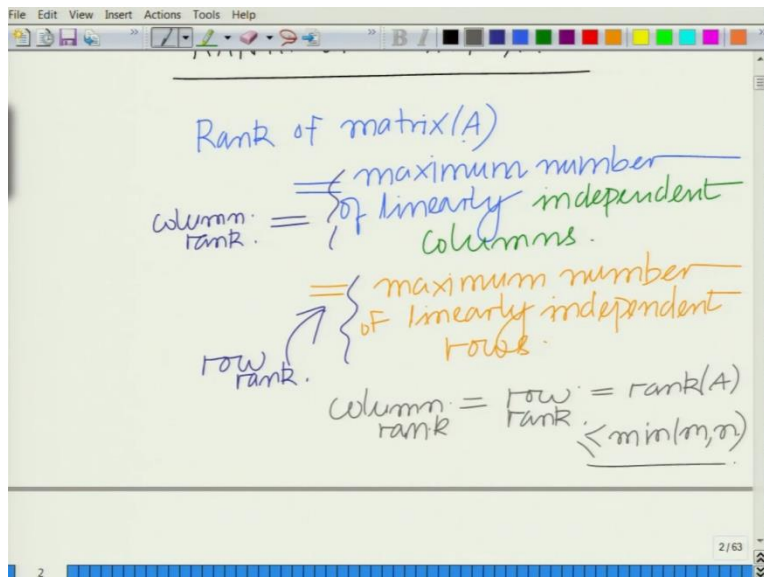 File Edit View Insert Actions Tools Help
B I
Rank of matrix(A)
= maximum number
of linearly independent
columns.
column rank. =
= maximum number
of linearly independent
rows.
row rank.
column rank = row rank. = rank(A)
≤ min(m,n)
2/63
2